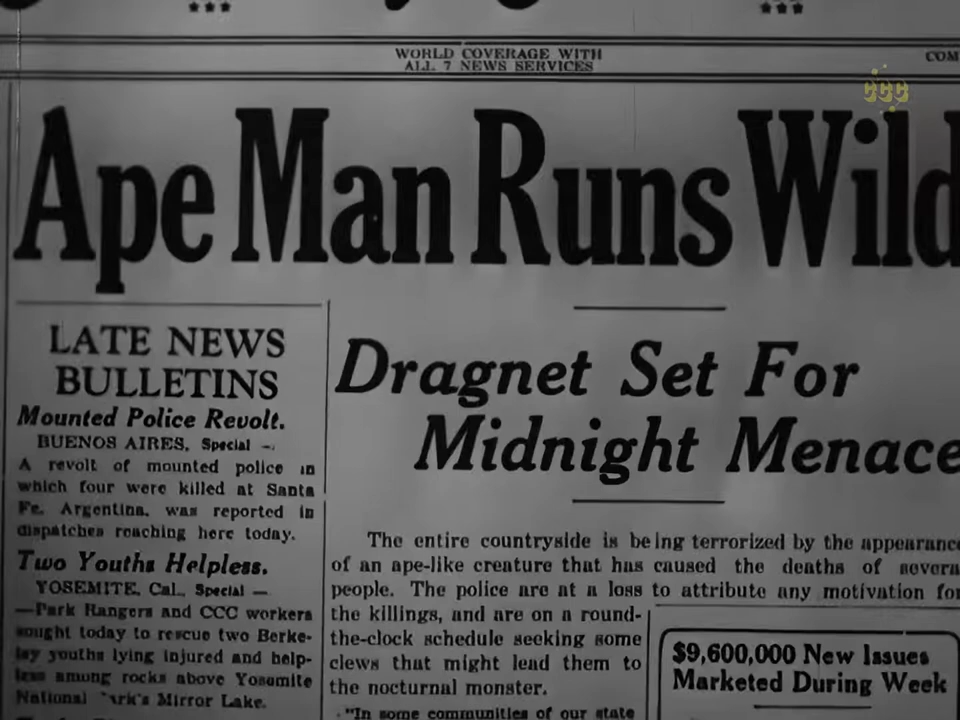 ***
***
WORLD COVERAGE WITH
ALL 7 NEWS SERVICES
COM
CCC
Ape Man Runs Wild
LATE NEWS
BULLETINS
Mounted Police Revolt.
BUENOS AIRES, Special —
A revolt of mounted police in
which four were killed at Santa
Fe, Argentina, was reported in
dispatches reaching here today.
Two Youths Helpless.
YOSEMITE, Cal., Special —
—Park Rangers and CCC workers
sought today to rescue two Berke-
ley youths lying injured and help-
less among rocks above Yosemite
National Park's Mirror Lake.
Dragnet Set For
Midnight Menace
The entire countryside is being terrorized by the appearance
of an ape-like creature that has caused the deaths of severa
people. The police are at a loss to attribute any motivation for
the killings, and are on a round-
the-clock schedule seeking some
clews that might lead them to
the nocturnal monster.
"In some communities of our state
$9,600,000 New Issues
Marketed During Week